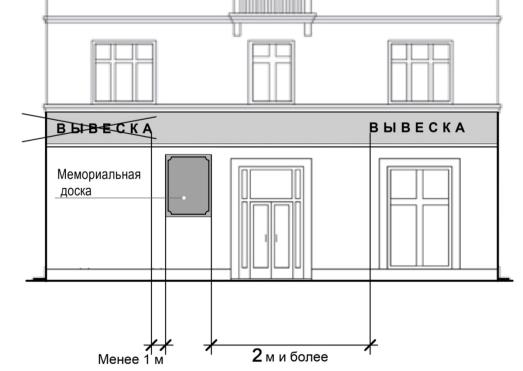 ВЫВЕСКА ВЫВЕСКА
Мемориальная
доска
Менее 1 м 2 м и более